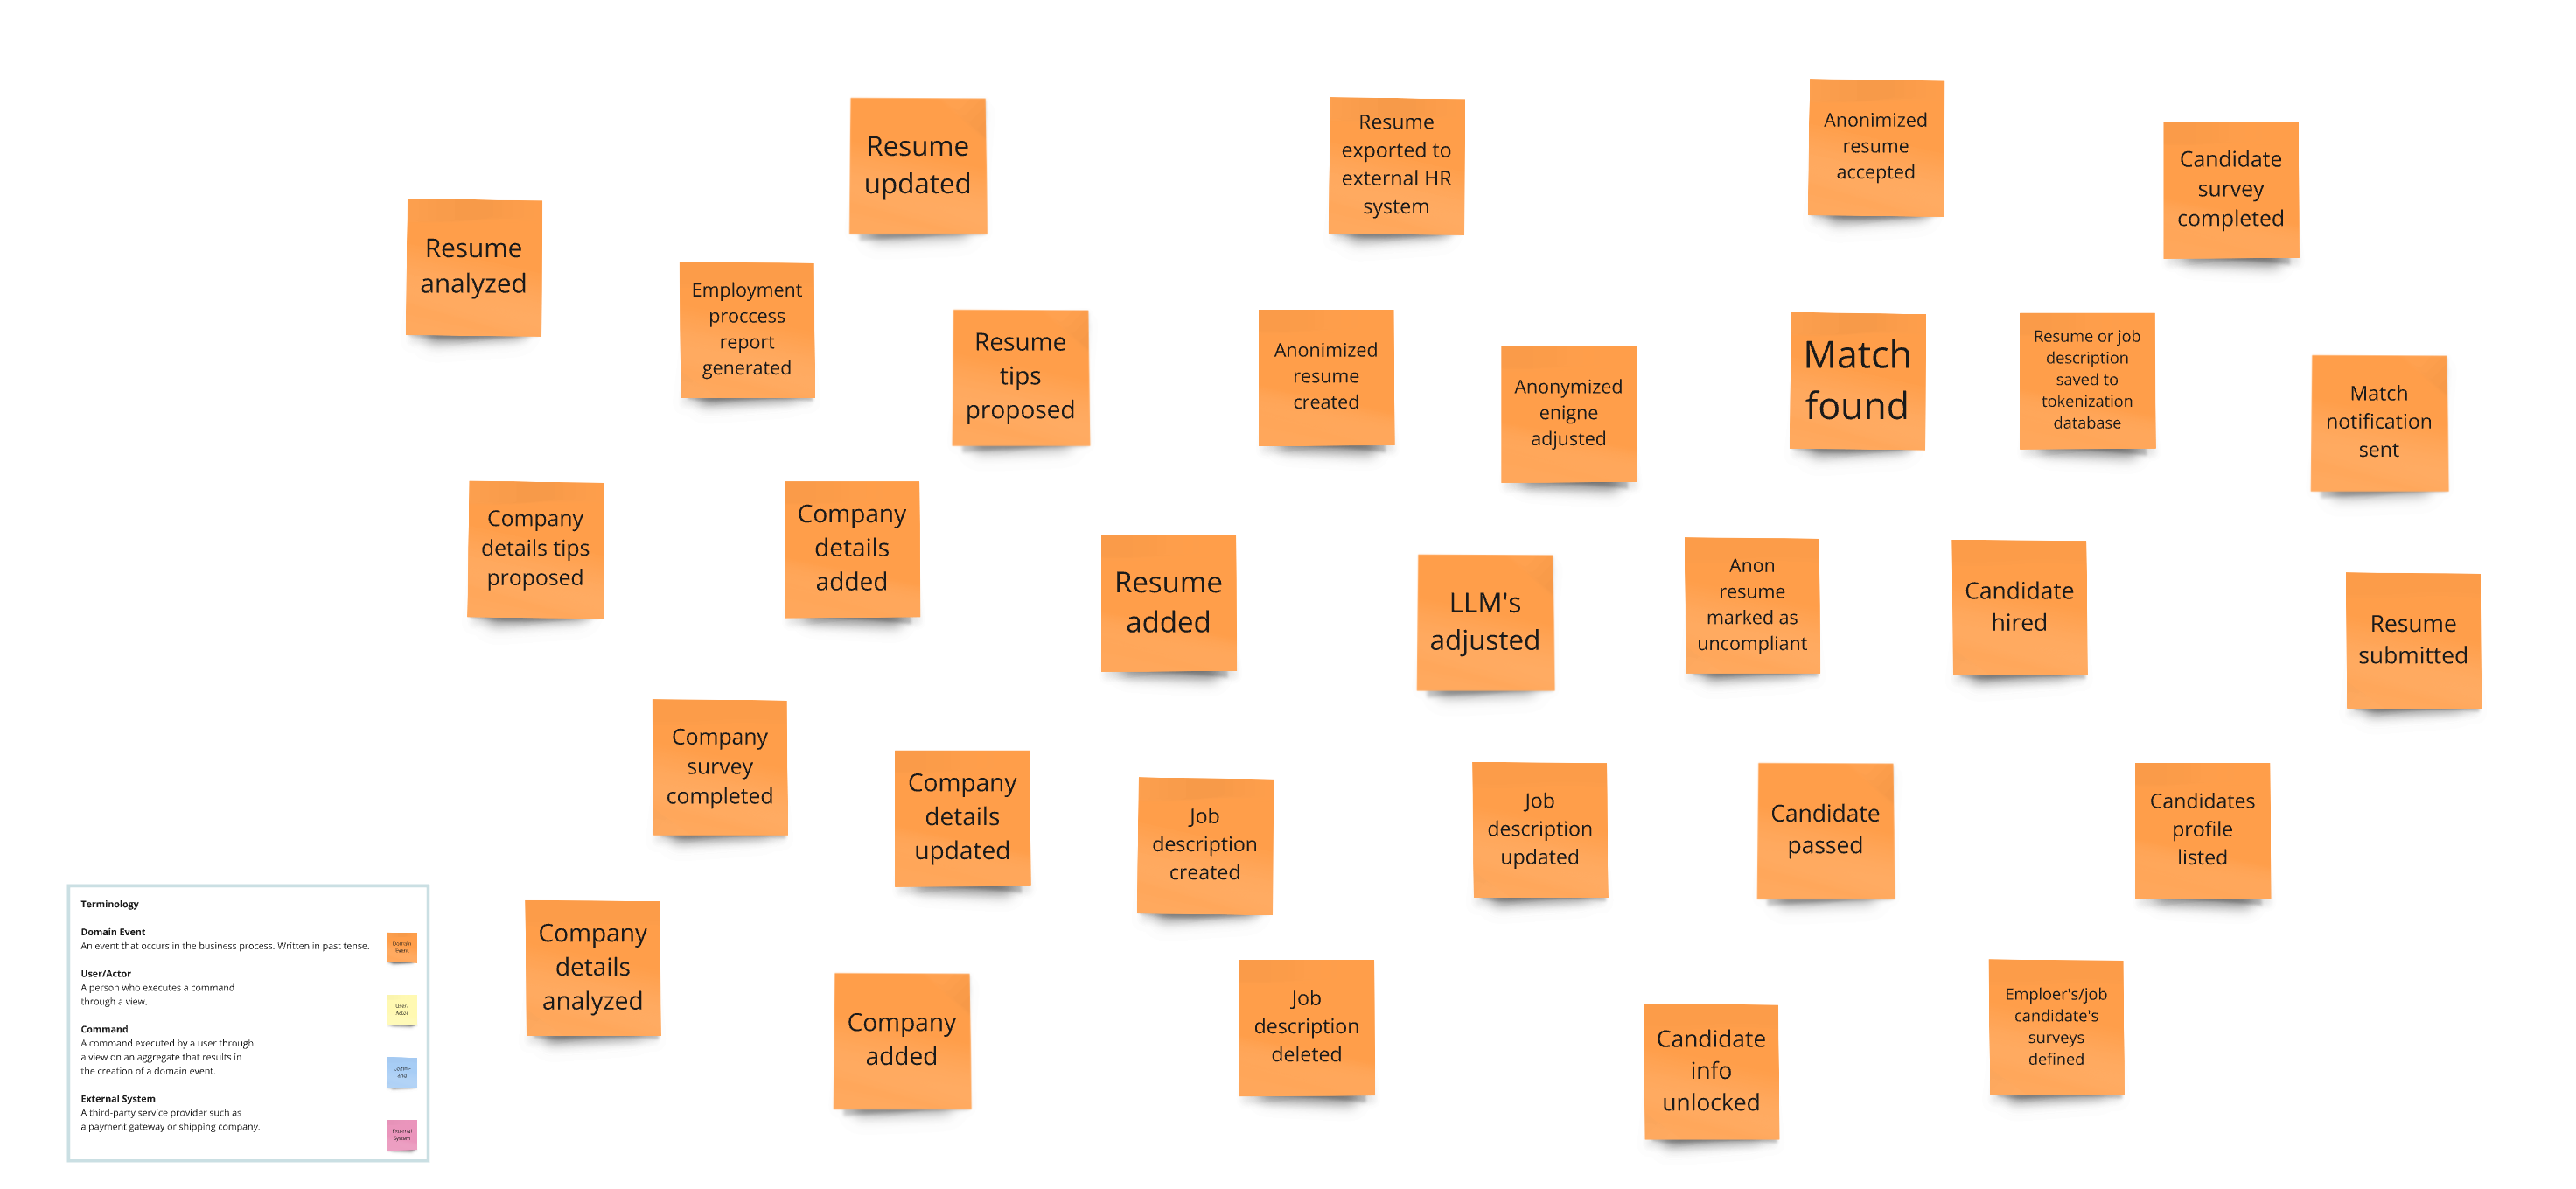 Resume
updated
Resume
exported to
external HR
system
Anonimized
resume
accepted
Candidate
survey
completed
Resume
analyzed
Employment
proccess
report
generated
Resume
tips
proposed
Anonimized
resume
created
Anonymized
enigne
adjusted
Match
found
Resume or job
description
saved to
tokenization
database
Match
notification
sent
Company
details tips
proposed
Company
details
added
Resume
added
LLM's
adjusted
Anon
resume
marked as
uncompliant
Candidate
hired
Resume
submitted
Company
survey
completed
Company
details
updated
Job
description
created
Job
description
updated
Candidate
passed
Candidates
profile
listed
Company
details
analyzed
Company
added
Job
description
deleted
Candidate
info
unlocked
Emploer's/job
candidate's
surveys
defined
Terminology
Domain Event
An event that occurs in the business process. Written in past tense.
Domain
Event
User/Actor
A person who executes a command
through a view.
User/
Actor
Command
A command executed by a user through
a view on an aggregate that results in
the creation of a domain event.
Comm-
and
External System
A third-party service provider such as
a payment gateway or shipping company.
External
System